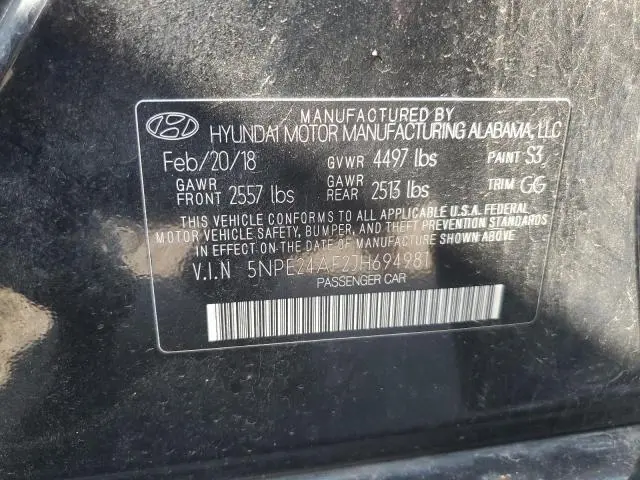 MANUFACTURED BY
HYUNDAI MOTOR MANUFACTURING ALABAMA, LLC
Feb/20/18 GVWR 4497 lbs PAINT S3
GAWR FRONT 2557 lbs GAWR REAR 2513 lbs TRIM GG
THIS VEHICLE CONFORMS TO ALL APPLICABLE U.S.A. FEDERAL
MOTOR VEHICLE SAFETY, BUMPER, AND THEFT PREVENTION STANDARDS
IN EFFECT ON THE DATE OF MANUFACTURE SHOWN ABOVE
V.I.N 5NPE24AF2JH694981
PASSENGER CAR